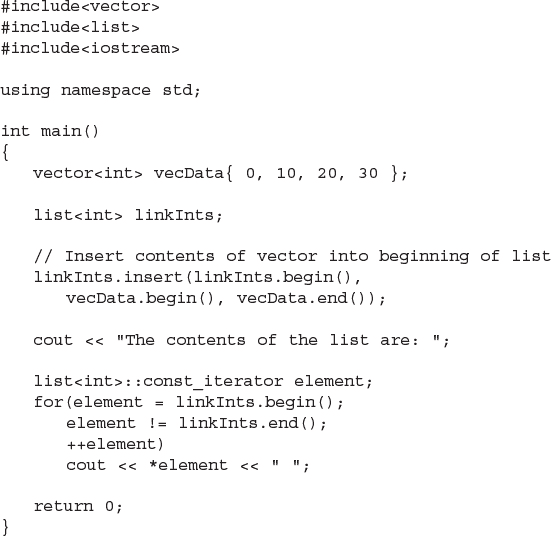 #include<vector>
#include<list>
#include<iostream>
using namespace std;
int main()
{
vector<int> vecData{ 0, 10, 20, 30 };
list<int> linkInts;
// Insert contents of vector into beginning of list
linkInts.insert(linkInts.begin(),
vecData.begin(), vecData.end());
cout << "The contents of the list are: ";
list<int>::const_iterator element;
for(element = linkInts.begin();
element != linkInts.end();
++element)
cout << *element << " ";
return 0;
}